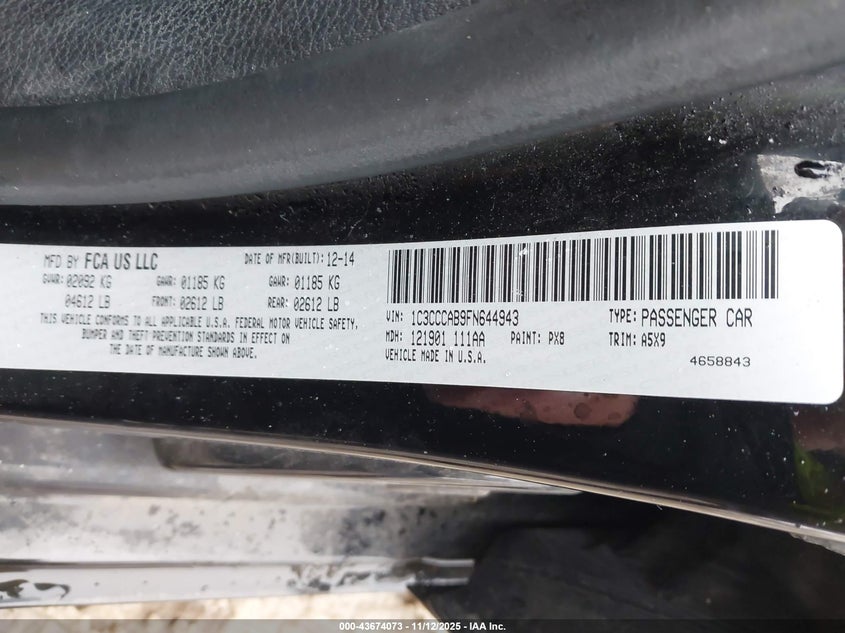 MFD BY FCA US LLC DATE OF MFR(BUILT): 12-14
GVWR: 02092 KG GAWR: 01185 KG GAWR: 01185 KG
04612 LB FRONT: 02612 LB REAR: 02612 LB
THIS VEHICLE CONFORMS TO ALL APPLICABLE U.S.A. FEDERAL MOTOR VEHICLE SAFETY,
BUMPER AND THEFT PREVENTION STANDARDS IN EFFECT ON
THE DATE OF MANUFACTURE SHOWN ABOVE.
VIN: 1C3CCCAB9FN644943 TYPE: PASSENGER CAR
MDH: 121901 111AA PAINT: PX8 TRIM: A5X9
VEHICLE MADE IN U.S.A.
4658843
000-43674073 - 11/12/2025 - IAA Inc.